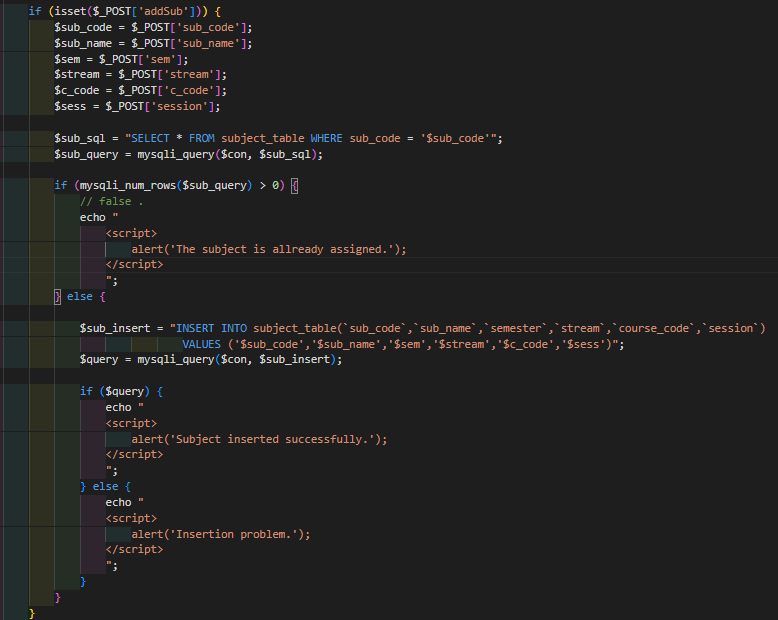 if (isset($_POST['addSub'])) {
$sub_code = $_POST['sub_code'];
$sub_name = $_POST['sub_name'];
$sem = $_POST['sem'];
$stream = $_POST['stream'];
$c_code = $_POST['c_code'];
$sess = $_POST['session'];
$sub_sql = "SELECT * FROM subject_table WHERE sub_code = '$sub_code'";
$sub_query = mysqli_query($con, $sub_sql);
if (mysqli_num_rows($sub_query) > 0) {
// false .
echo "
<script>
alert('The subject is allready assigned.');
</script>
";
} else {
$sub_insert = "INSERT INTO subject_table(`sub_code`,`sub_name`,`semester`,`stream`,`course_code`,`session`)
VALUES ('$sub_code','$sub_name','$sem','$stream','$c_code','$sess')";
$query = mysqli_query($con, $sub_insert);
if ($query) {
echo "
<script>
alert('Subject inserted successfully.');
</script>
";
} else {
echo "
<script>
alert('Insertion problem.');
</script>
";
}
}
}